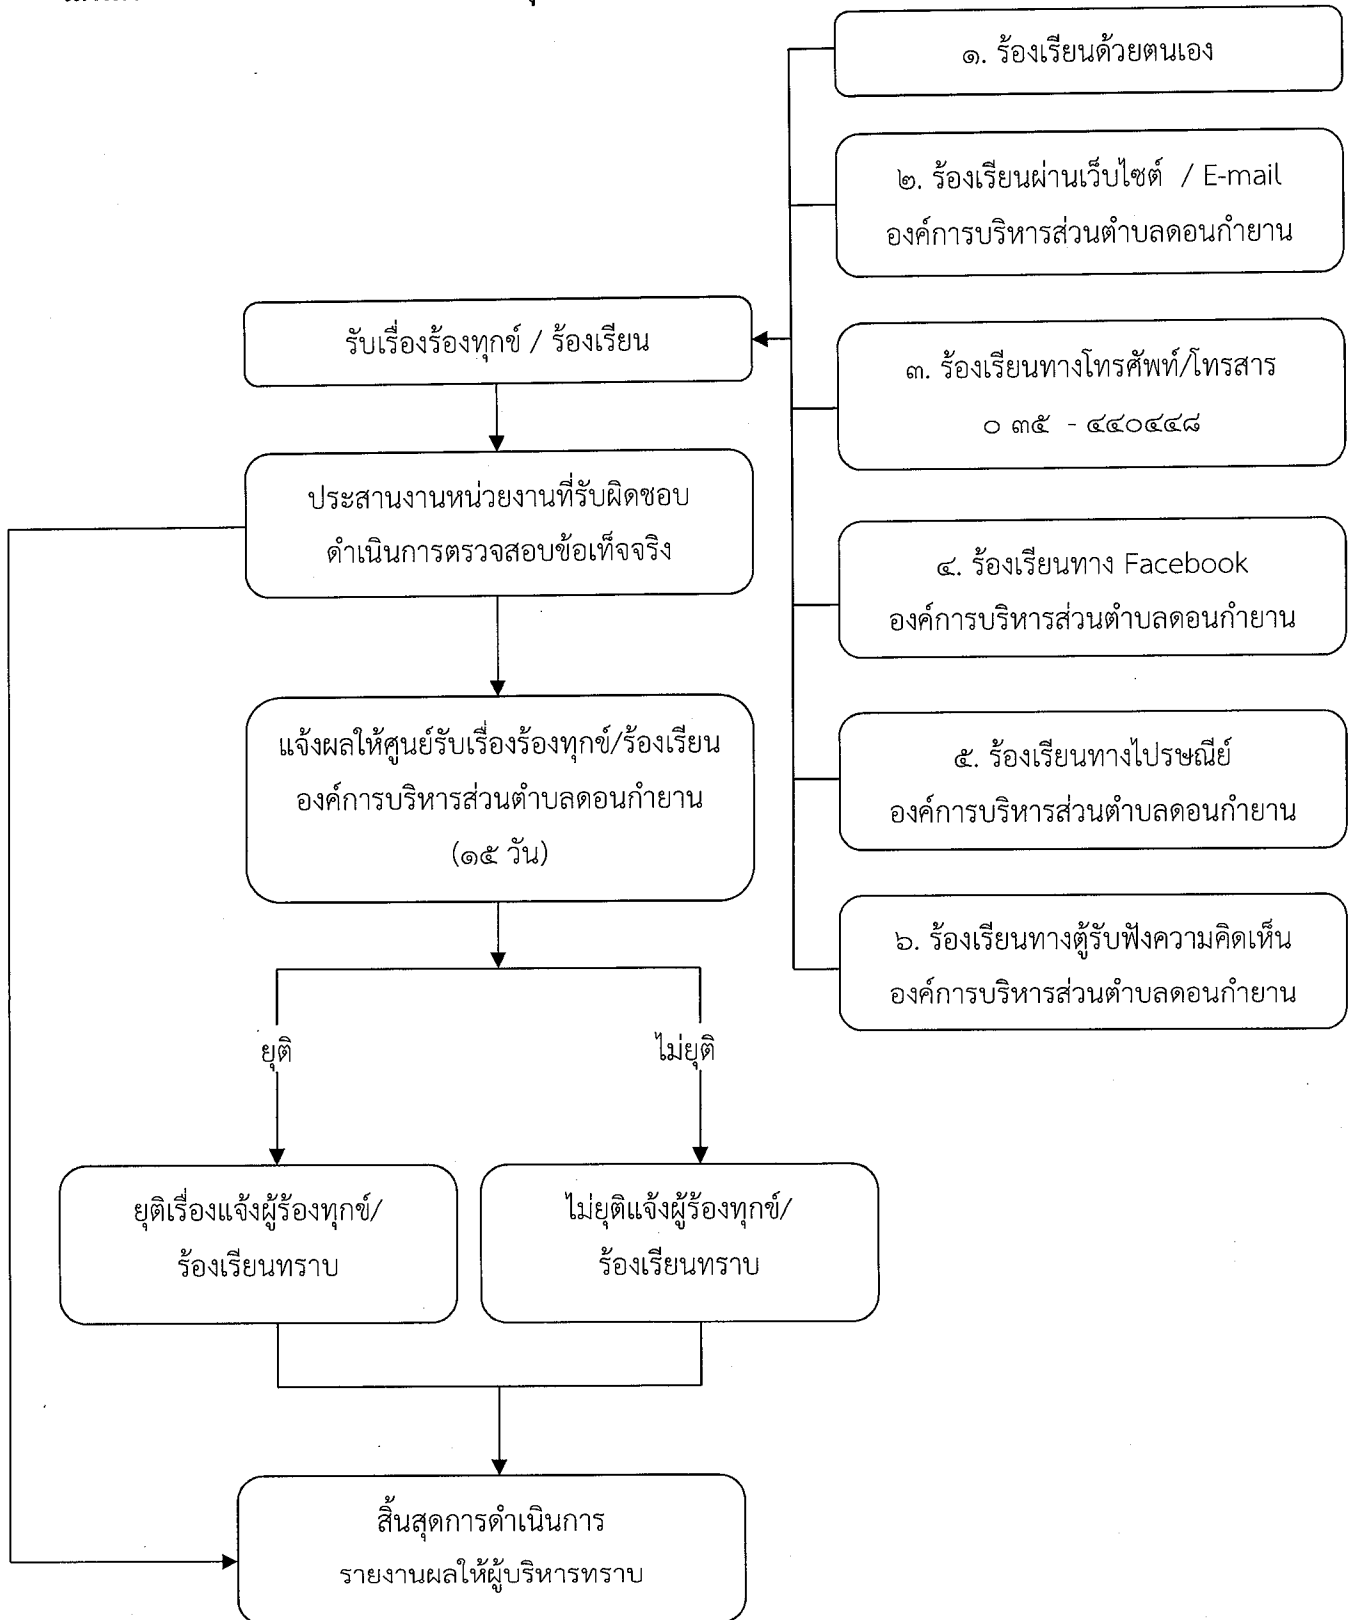 ๑. ร้องเรียนด้วยตนเอง
๒. ร้องเรียนผ่านเว็บไซต์ / E-mail
องค์การบริหารส่วนตำบลดอนกำยาน
รับเรื่องร้องทุกข์ / ร้องเรียน
๓. ร้องเรียนทางโทรศัพท์/โทรสาร
๐ ๓๕ - ๔๔๐๔๔๘
ประสานงานหน่วยงานที่รับผิดชอบ
ดำเนินการตรวจสอบข้อเท็จจริง
๔. ร้องเรียนทาง Facebook
องค์การบริหารส่วนตำบลดอนกำยาน
แจ้งผลให้ศูนย์รับเรื่องร้องทุกข์/ร้องเรียน
องค์การบริหารส่วนตำบลดอนกำยาน
(๑๕ วัน)
๕. ร้องเรียนทางไปรษณีย์
องค์การบริหารส่วนตำบลดอนกำยาน
๖. ร้องเรียนทางตู้รับฟังความคิดเห็น
องค์การบริหารส่วนตำบลดอนกำยาน
ยุติ
ไม่ยุติ
ยุติเรื่องแจ้งผู้ร้องทุกข์/
ร้องเรียนทราบ
ไม่ยุติแจ้งผู้ร้องทุกข์/
ร้องเรียนทราบ
สิ้นสุดการดำเนินการ
รายงานผลให้ผู้บริหารทราบ